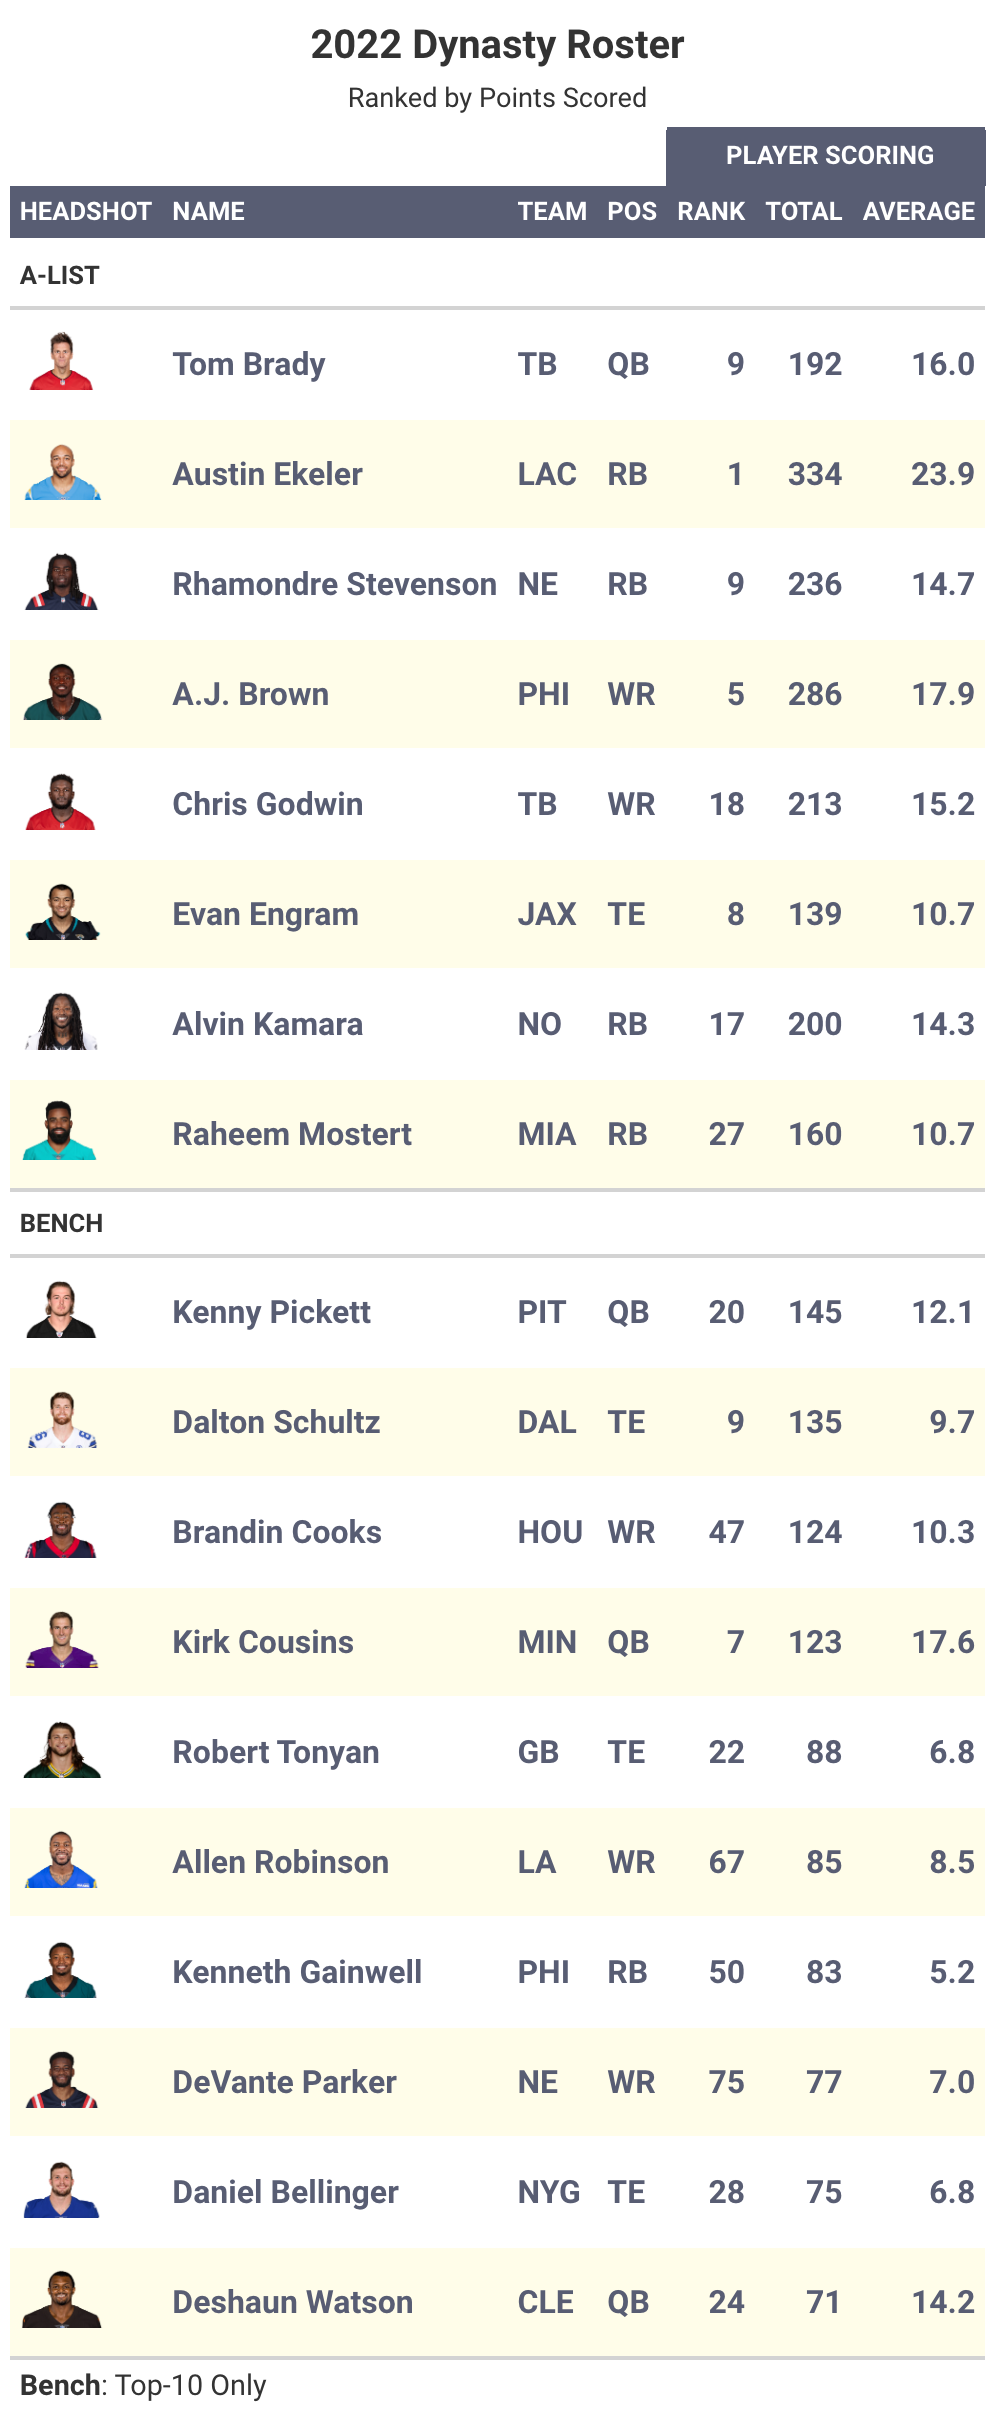 2022 Dynasty Roster
Ranked by Points Scored
PLAYER SCORING
HEADSHOT NAME TEAM POS RANK TOTAL AVERAGE
A-LIST
Tom Brady TB QB 9 192 16.0
Austin Ekeler LAC RB 1 334 23.9
Rhamondre Stevenson NE RB 9 236 14.7
A.J. Brown PHI WR 5 286 17.9
Chris Godwin TB WR 18 213 15.2
Evan Engram JAX TE 8 139 10.7
Alvin Kamara NO RB 17 200 14.3
Raheem Mostert MIA RB 27 160 10.7
BENCH
Kenny Pickett PIT QB 20 145 12.1
Dalton Schultz DAL TE 9 135 9.7
Brandin Cooks HOU WR 47 124 10.3
Kirk Cousins MIN QB 7 123 17.6
Robert Tonyan GB TE 22 88 6.8
Allen Robinson LA WR 67 85 8.5
Kenneth Gainwell PHI RB 50 83 5.2
DeVante Parker NE WR 75 77 7.0
Daniel Bellinger NYG TE 28 75 6.8
Deshaun Watson CLE QB 24 71 14.2
Bench: Top-10 Only